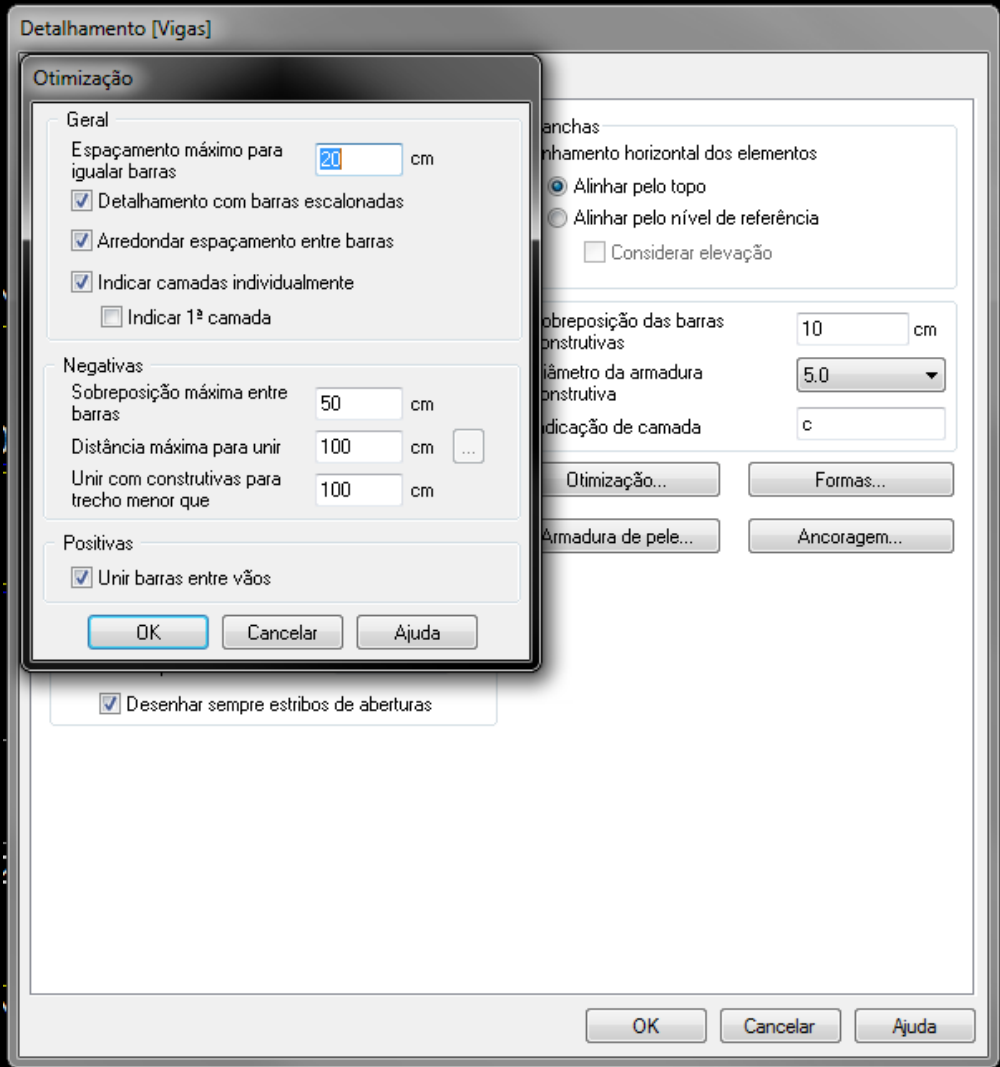 Detalhamento [Vigas]
Otimização
Geral
Espaçamento máximo para
igualar barras
20 cm
Detalhamento com barras escalonadas
Arredondar espaçamento entre barras
Indicar camadas individualmente
Indicar 1ª camada
Negativas
Sobreposição máxima entre
barras
50 cm
Distância máxima para unir 100 cm ...
Unir com construtivas para
trecho menor que
100 cm
Positivas
Unir barras entre vãos
OK Cancelar Ajuda
anchas
nhamento horizontal dos elementos
Alinhar pelo topo
Alinhar pelo nível de referência
Considerar elevação
obreposição das barras
onstrutivas
10 cm
iâmetro da armadura
onstrutiva
5.0
dicação de camada c
Otimização... Formas...
Armadura de pele... Ancoragem...
Desenhar sempre estribos de aberturas
OK Cancelar Ajuda